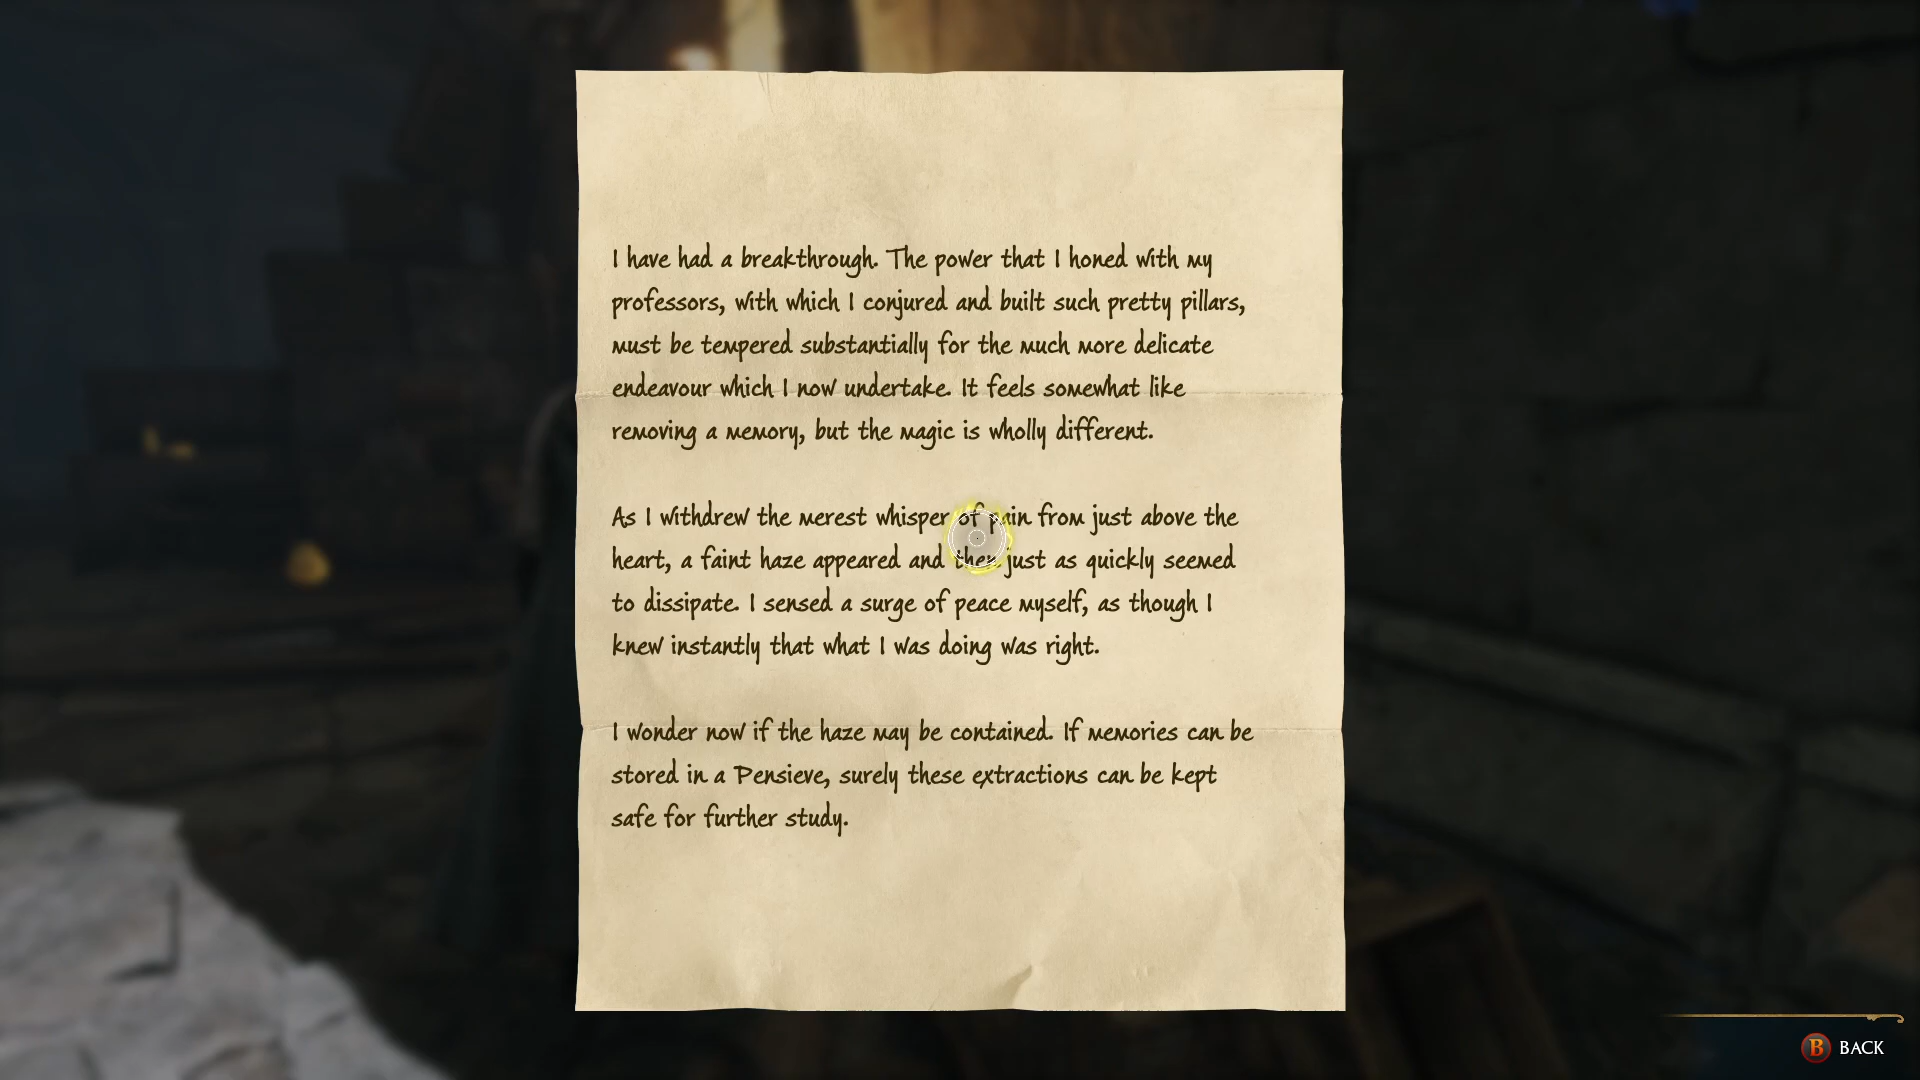 I have had a breakthrough. The power that I honed with my
professors, with which I conjured and built such pretty pillars,
must be tempered substantially for the much more delicate
endeavour which I now undertake. It feels somewhat like
removing a memory, but the magic is wholly different.
As I withdrew the merest whisper of pain from just above the
heart, a faint haze appeared and then just as quickly seemed
to dissipate. I sensed a surge of peace myself, as though I
knew instantly that what I was doing was right.
I wonder now if the haze may be contained. If memories can be
stored in a Pensieve, surely these extractions can be kept
safe for further study.
B BACK